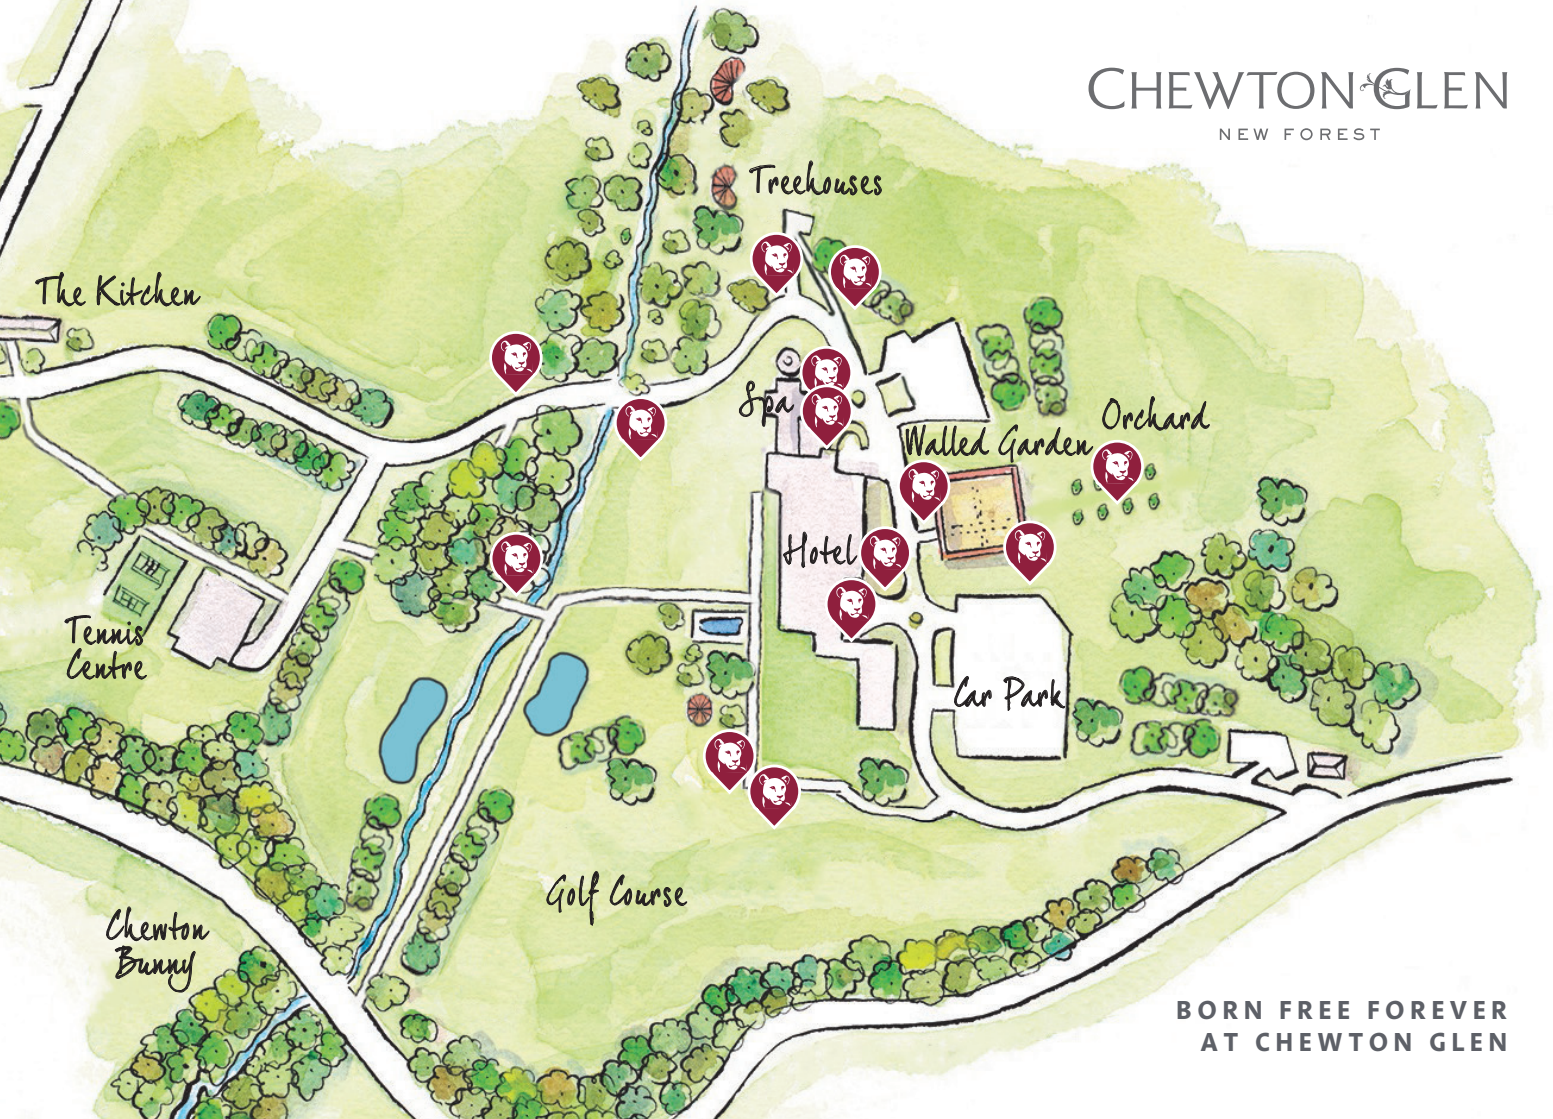 CHEWTON GLEN
NEW FOREST
Treehouses
The Kitchen
Spa
Orchard
Walled Garden
Hotel
Tennis
Centre
Car Park
Golf Course
Chewton
Bunny
BORN FREE FOREVER
AT CHEWTON GLEN